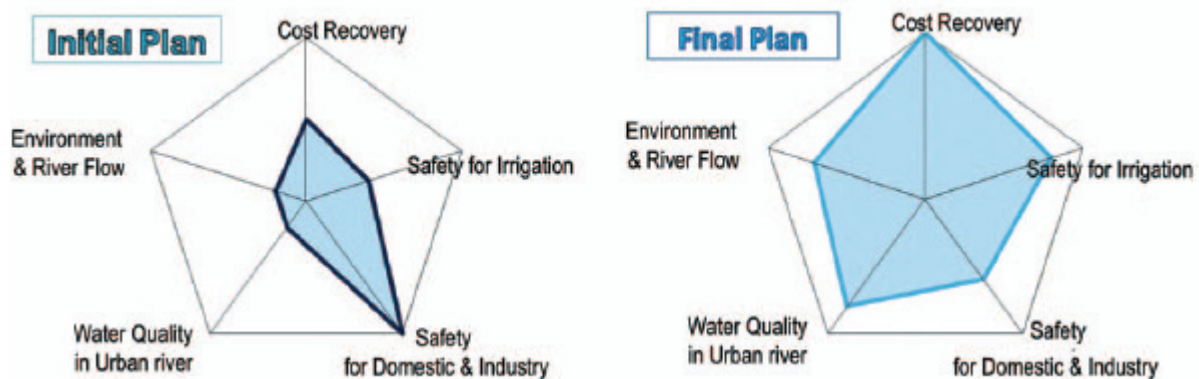 Initial Plan
Cost Recovery
Environment
& River Flow
Safety for Irrigation
Water Quality
in Urban river
Safety
for Domestic & Industry
Final Plan
Cost Recovery
Environment
& River Flow
Safety for Irrigation
Water Quality
in Urban river
Safety
for Domestic & Industry